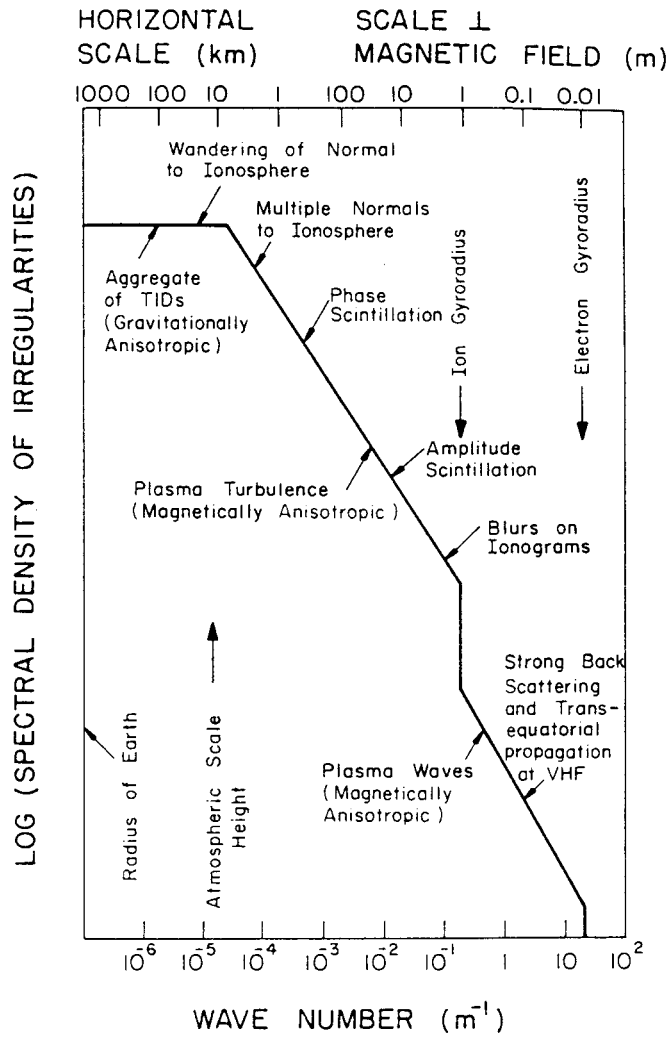 HORIZONTAL
SCALE (km)
SCALE ⊥
MAGNETIC FIELD (m)
1000 100 10 1 100 10 1 0.1 0.01
LOG (SPECTRAL DENSITY OF IRREGULARITIES)
Wandering of Normal
to Ionosphere
Multiple Normals
to Ionosphere
Aggregate
of TIDs
(Gravitationally
Anisotropic)
Phase
Scintillation
Ion Gyroradius
Electron Gyroradius
Amplitude
Scintillation
Plasma Turbulence
(Magnetically Anisotropic)
Blurs on
Ionograms
Strong Back
Scattering
and Trans-
equatorial
propagation
at VHF
Plasma Waves
(Magnetically
Anisotropic)
Radius of Earth
Atmospheric Scale
Height
10⁻⁶ 10⁻⁵ 10⁻⁴ 10⁻³ 10⁻² 10⁻¹ 1 10 10²
WAVE NUMBER (m⁻¹)